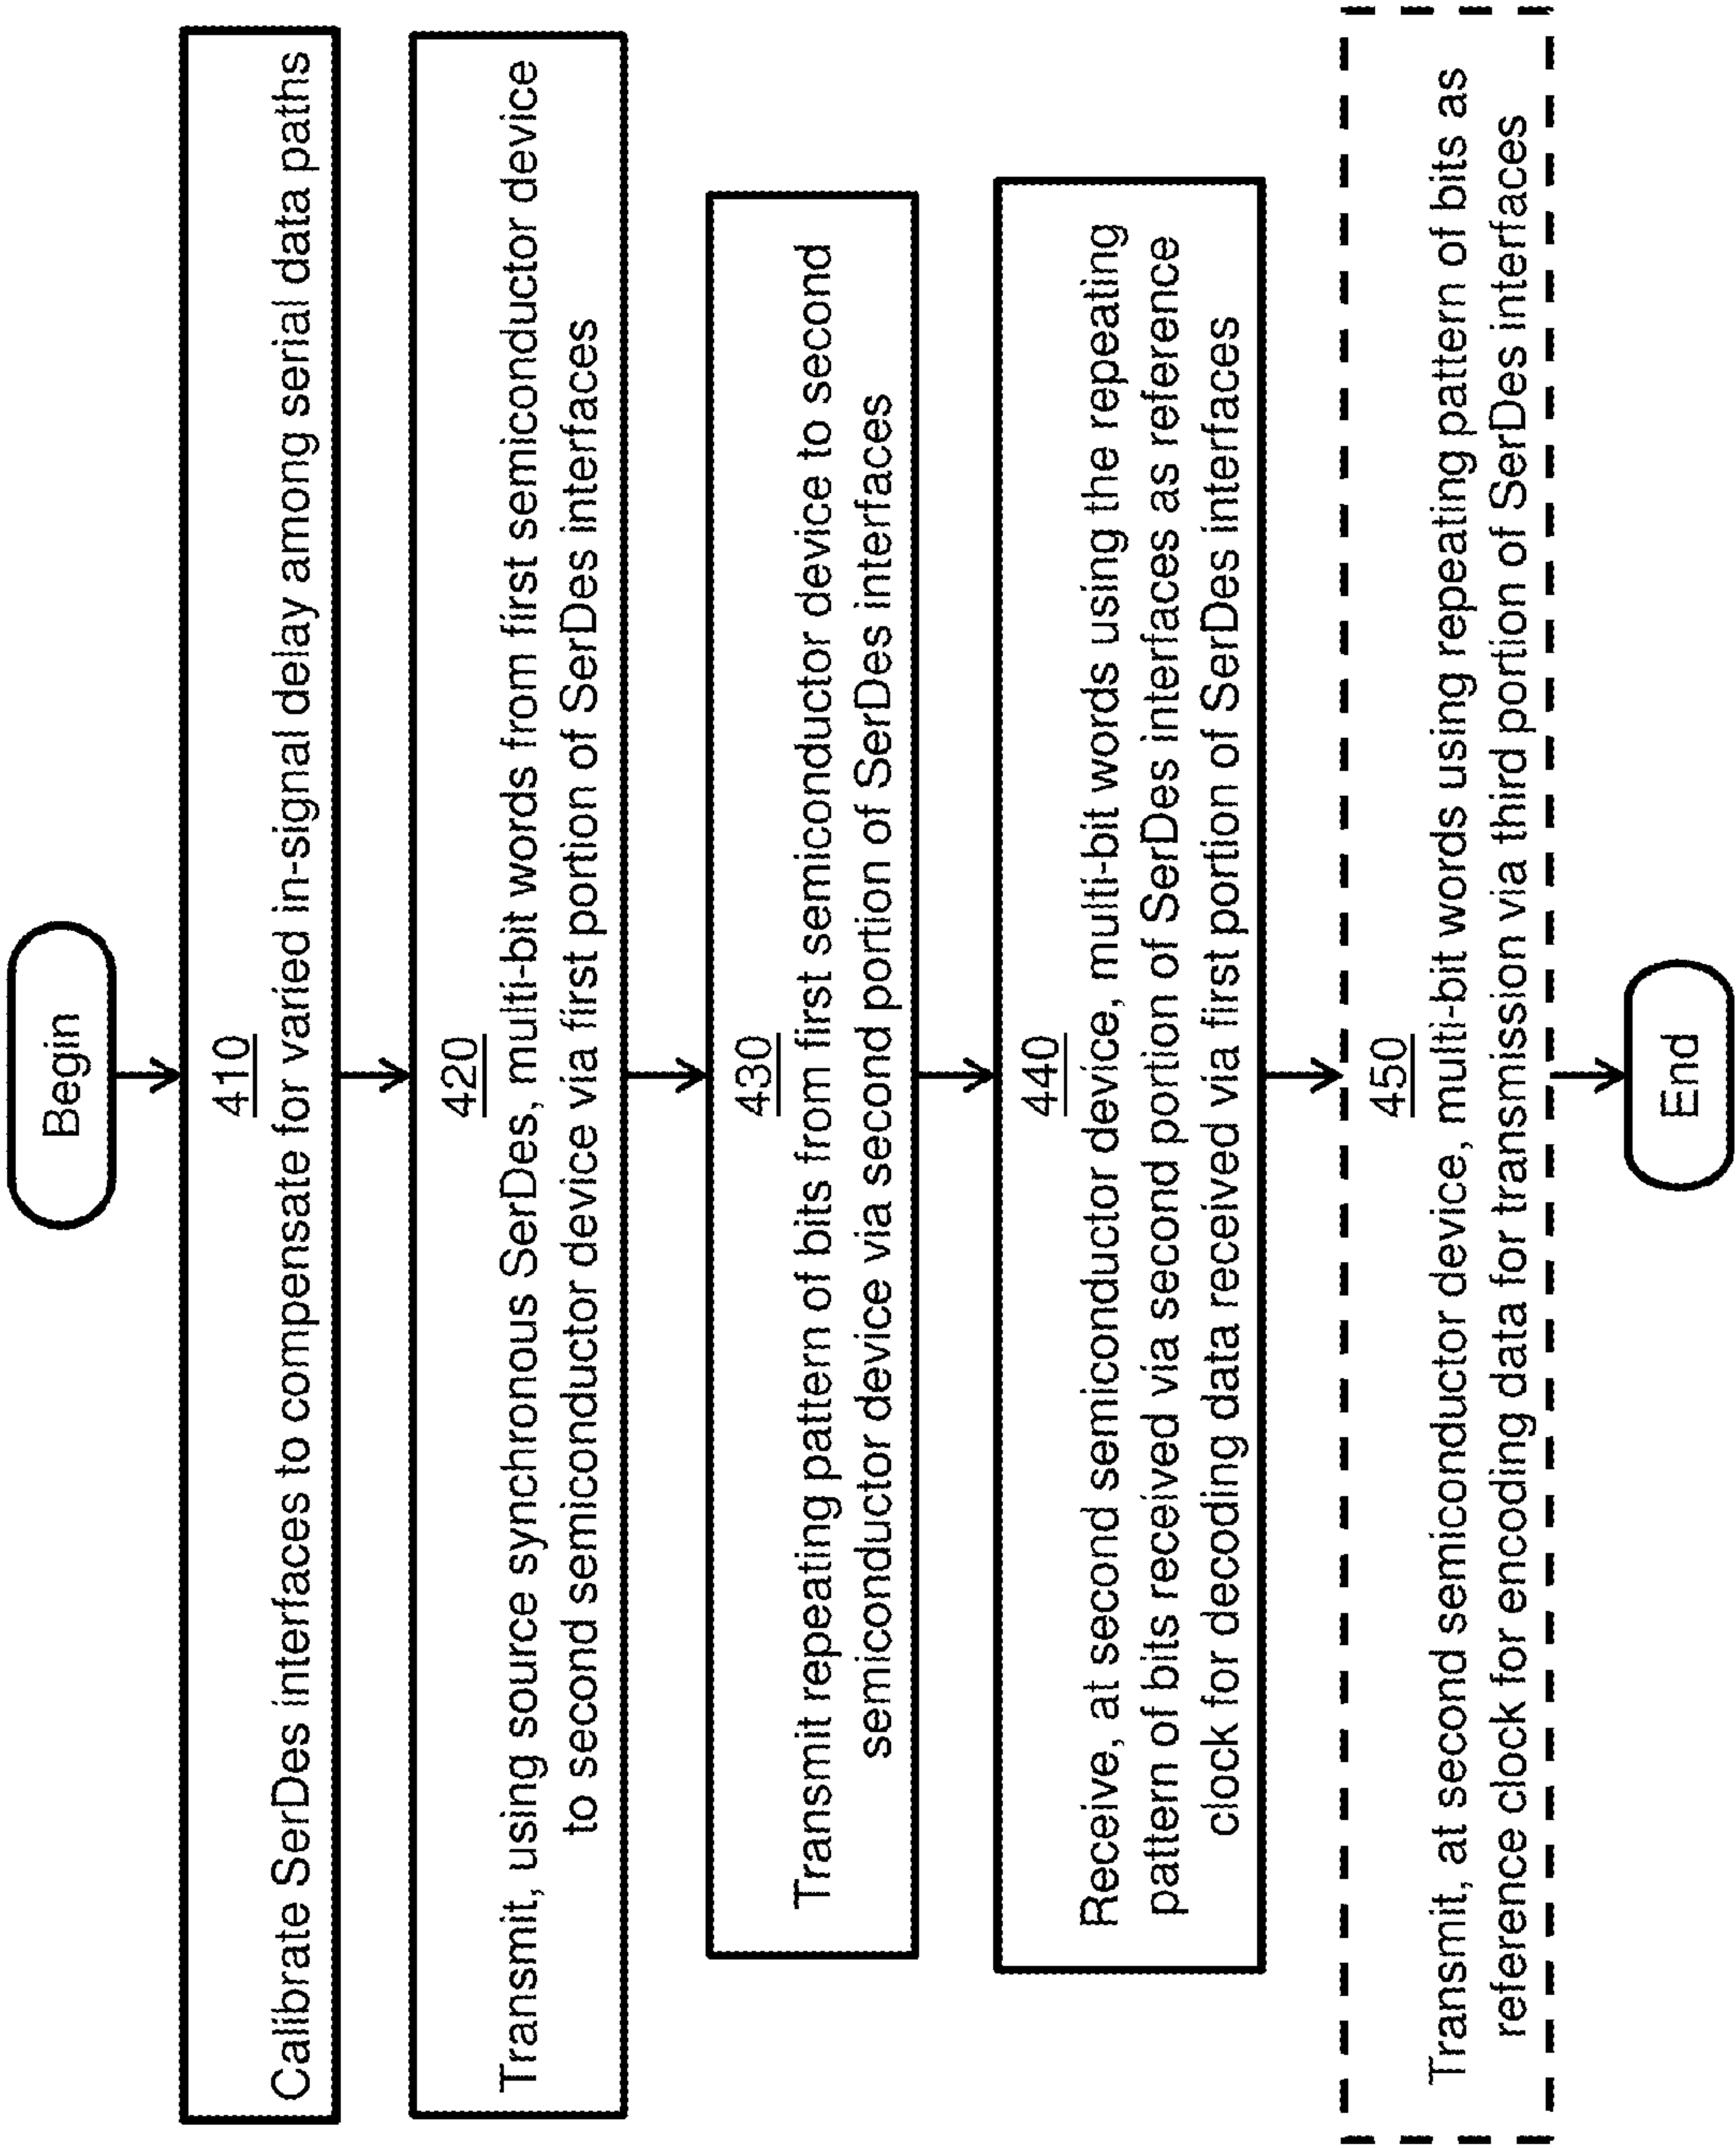 Begin
410
Calibrate SerDes interfaces to compensate for varied in-signal delay among serial data paths
420
Transmit, using source synchronous SerDes, multi-bit words from first semiconductor device
to second semiconductor device via first portion of SerDes interfaces
430
Transmit repeating pattern of bits from first semiconductor device to second
semiconductor device via second portion of SerDes interfaces
440
Receive, at second semiconductor device, multi-bit words using the repeating
pattern of bits received via second portion of SerDes interfaces as reference
clock for decoding data received via first portion of SerDes interfaces
450
Transmit, at second semiconductor device, multi-bit words using repeating pattern of bits as
reference clock for encoding data for transmission via third portion of SerDes interfaces
End